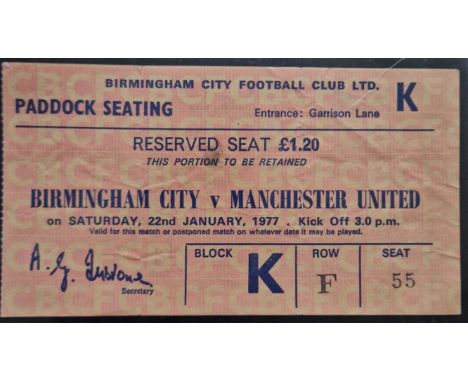 BIRMINGHAM CITY FOOTBALL CLUB LTD.
K
PADDOCK SEATING
Entrance: Garrison Lane
RESERVED SEAT £1.20
THIS PORTION TO BE RETAINED
BIRMINGHAM CITY v MANCHESTER UNITED
on SATURDAY, 22nd JANUARY, 1977 . Kick Off 3.0 p.m.
Valid for this match or postponed match on whatever date it may be played.
A. G.
Secretary
BLOCK
K
ROW
F
SEAT
55